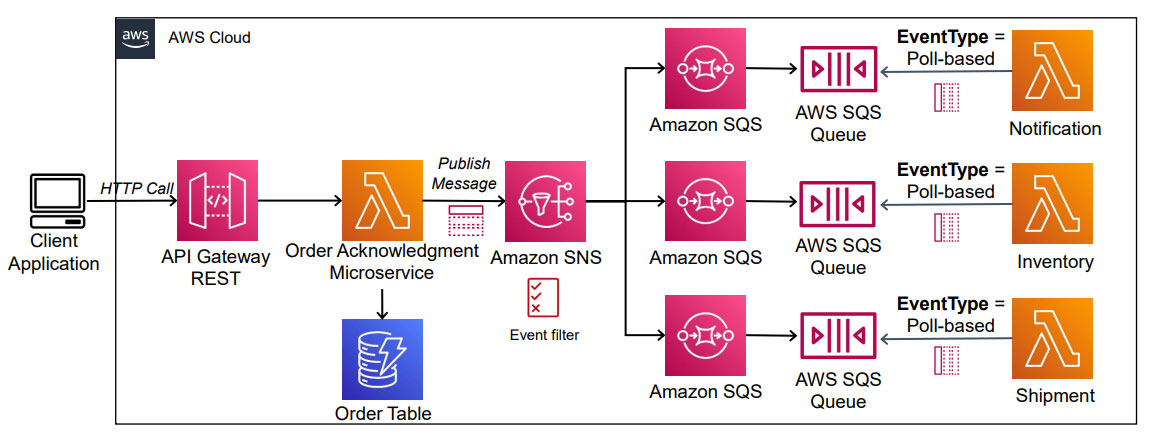 aws
AWS Cloud
Client
Application
HTTP Call
API Gateway
REST
Order Acknowledgment
Microservice
Order Table
Publish
Message
Amazon SNS
Event filter
Amazon SQS
AWS SQS
Queue
EventType =
Poll-based
Notification
Amazon SQS
AWS SQS
Queue
EventType =
Poll-based
Inventory
Amazon SQS
AWS SQS
Queue
EventType =
Poll-based
Shipment